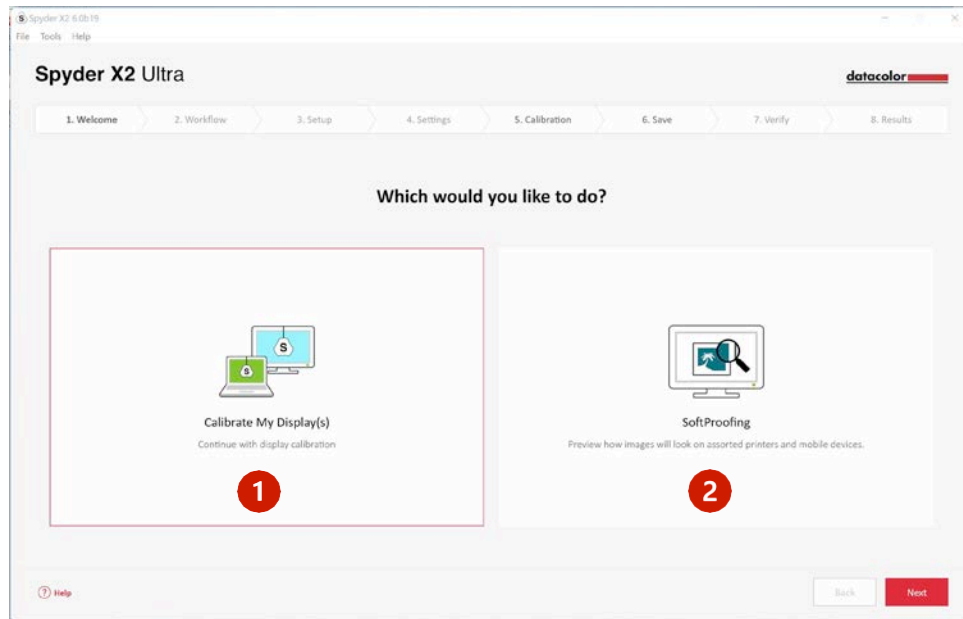 Spyder X2 6.0b19
File Tools Help
Spyder X2 Ultra
datacolor
1. Welcome 2. Workflow 3. Setup 4. Settings 5. Calibration 6. Save 7. Verify 8. Results
Which would you like to do?
S
S
Calibrate My Display(s)
SoftProofing
Continue with display calibration
Preview how images will look on assorted printers and mobile devices.
1
2
? Help
Back
Next